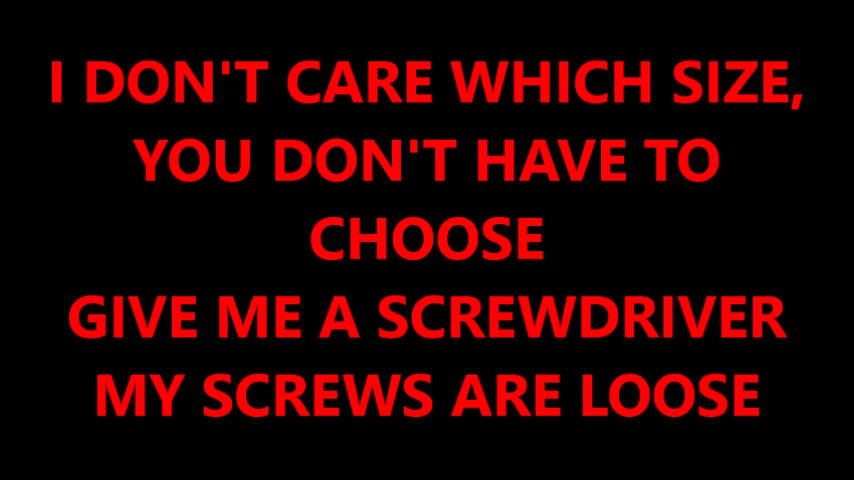 I DON'T CARE WHICH SIZE,
YOU DON'T HAVE TO
CHOOSE
GIVE ME A SCREWDRIVER
MY SCREWS ARE LOOSE